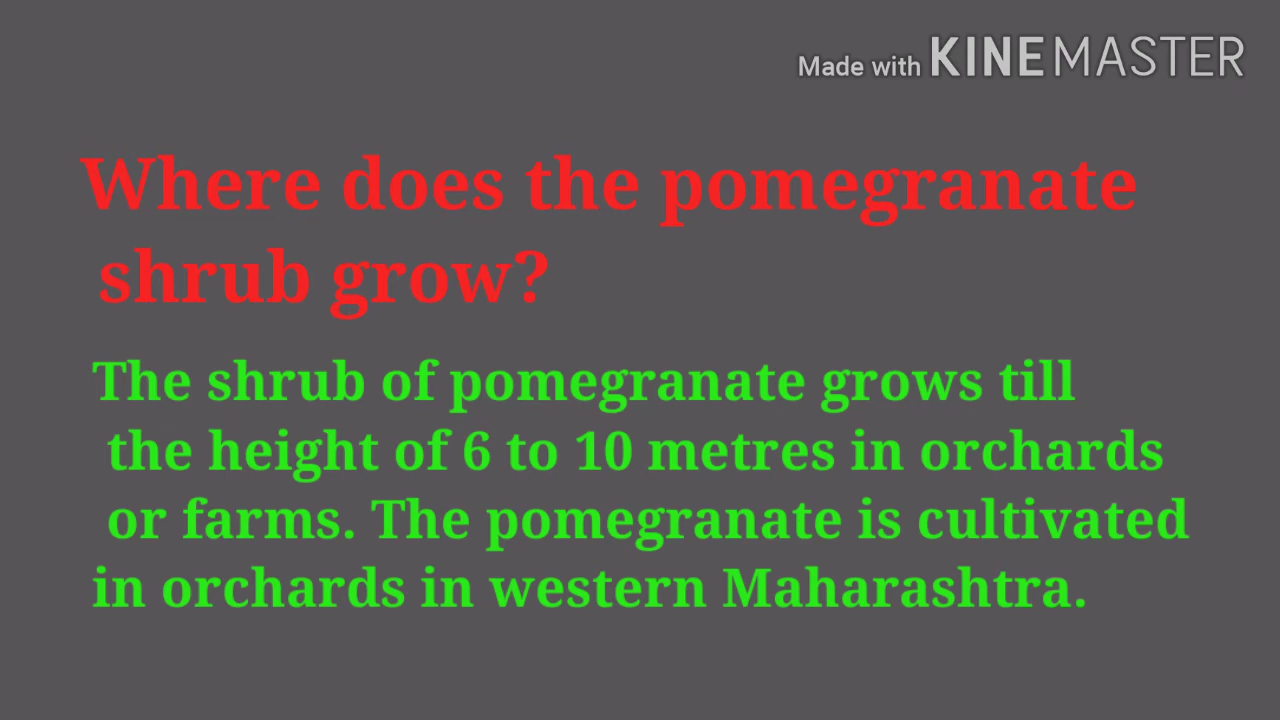 Made with KINEMASTER
Where does the pomegranate
shrub grow?
The shrub of pomegranate grows till
the height of 6 to 10 metres in orchards
or farms. The pomegranate is cultivated
in orchards in western Maharashtra.